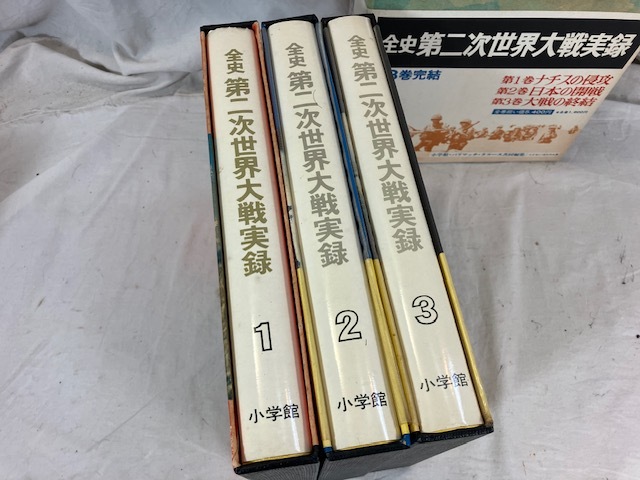 全史 第二次世界大戦実録
1
小学館
全史 第二次世界大戦実録
2
小学館
全史 第二次世界大戦実録
3
小学館
全史 第二次世界大戦実録
3巻完結
第1巻 ナチスの侵攻
第2巻 日本の開戦
第3巻 大戦の終結